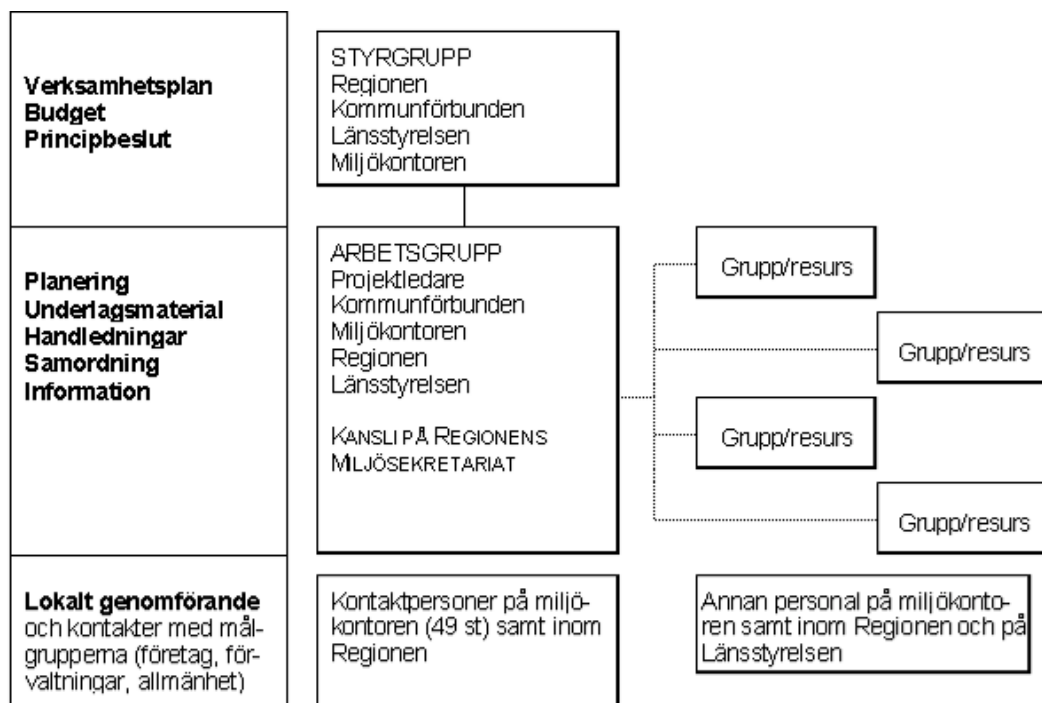 Verksamhetsplan
Budget
Principbeslut
STYRGRUPP
Regionen
Kommunförbunden
Länsstyrelsen
Miljökontoren
Planering
Underlagsmaterial
Handledningar
Samordning
Information
ARBETSGRUPP
Projektledare
Kommunförbunden
Miljökontoren
Regionen
Länsstyrelsen
KANSLI PÅ REGIONENS
MILJÖSEKRETARIAT
Grupp/resurs
Grupp/resurs
Grupp/resurs
Grupp/resurs
Lokalt genomförande
och kontakter med mål-
grupperna (företag, för-
valtningar, allmänhet)
Kontaktpersoner på miljö-
kontoren (49 st) samt inom
Regionen
Annan personal på miljökonto-
ren samt inom Regionen och på
Länsstyrelsen